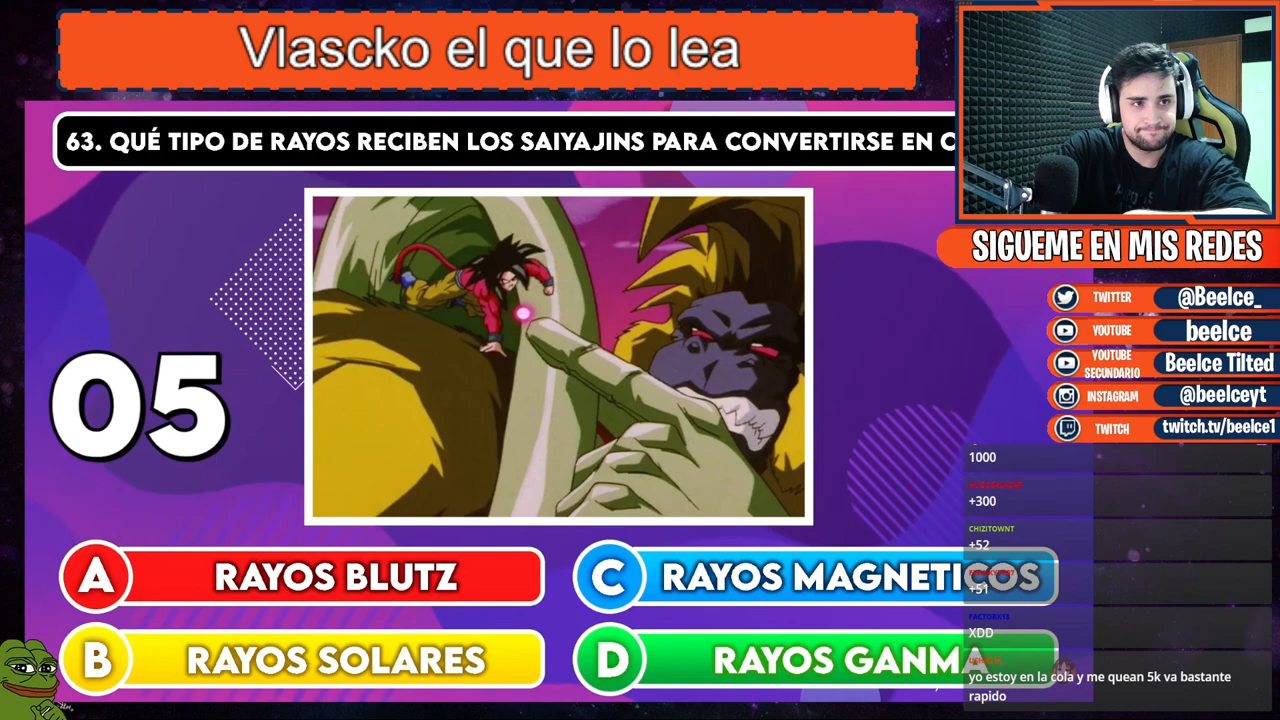 Vlascko el que lo lea
63. QUÉ TIPO DE RAYOS RECIBEN LOS SAIYAJINS PARA CONVERTIRSE EN
05
A RAYOS BLUTZ
C RAYOS MAGNETICOS
B RAYOS SOLARES
D RAYOS GANMA
SIGUEME EN MIS REDES
TWITTER @Beelce_
YOUTUBE beelce
YOUTUBE SECUNDARIO Beelce Tilted
INSTAGRAM @beelceyt
TWITCH twitch.tv/beelce1
1000
+300
CHIZITOWNT
+52
+51
XDD
yo estoy en la cola y me quean 5k va bastante
rapido